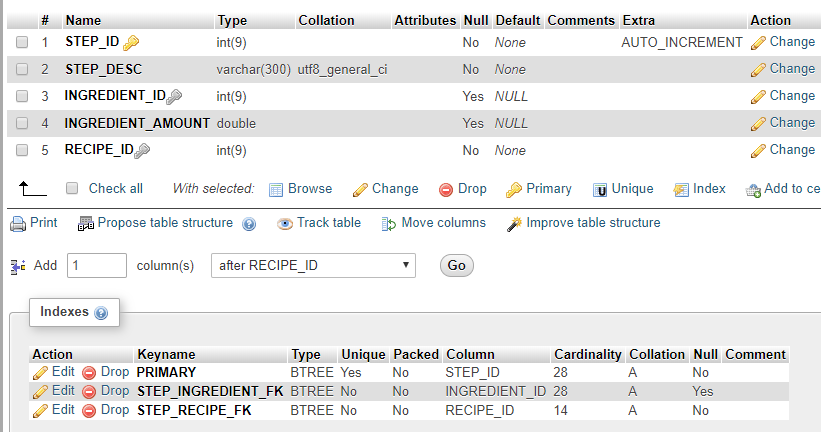 # Name Type Collation Attributes Null Default Comments Extra Action
1 STEP_ID int(9) No None AUTO_INCREMENT Change
2 STEP_DESC varchar(300) utf8_general_ci No None Change
3 INGREDIENT_ID int(9) Yes NULL Change
4 INGREDIENT_AMOUNT double Yes NULL Change
5 RECIPE_ID int(9) No None Change
Check all With selected: Browse Change Drop Primary Unique Index Add to ce
Print Propose table structure Track table Move columns Improve table structure
Add 1 column(s) after RECIPE_ID Go
Indexes
Action Keyname Type Unique Packed Column Cardinality Collation Null Comment
Edit Drop PRIMARY BTREE Yes No STEP_ID 28 A No
Edit Drop STEP_INGREDIENT_FK BTREE No No INGREDIENT_ID 28 A Yes
Edit Drop STEP_RECIPE_FK BTREE No No RECIPE_ID 14 A No